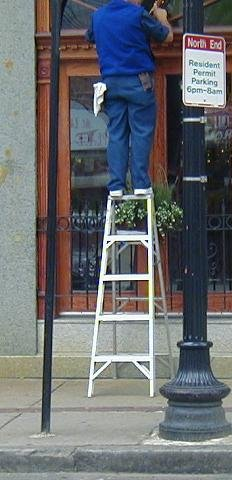 North End
Resident
Permit
Parking
6pm-8am